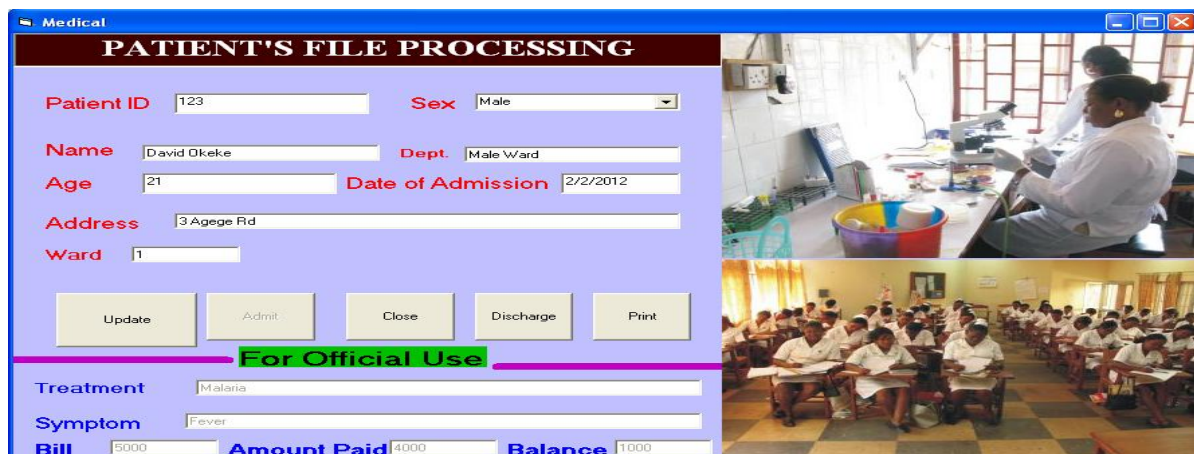 Medical
PATIENT'S FILE PROCESSING
Patient ID 123 Sex Male
Name David Okeke Dept. Male Ward
Age 21 Date of Admission 2/2/2012
Address 3 Agege Rd
Ward 1
Update Admit Close Discharge Print
For Official Use
Treatment Malaria
Symptom Fever
Bill 5000 Amount Paid 4000 Balance 1000